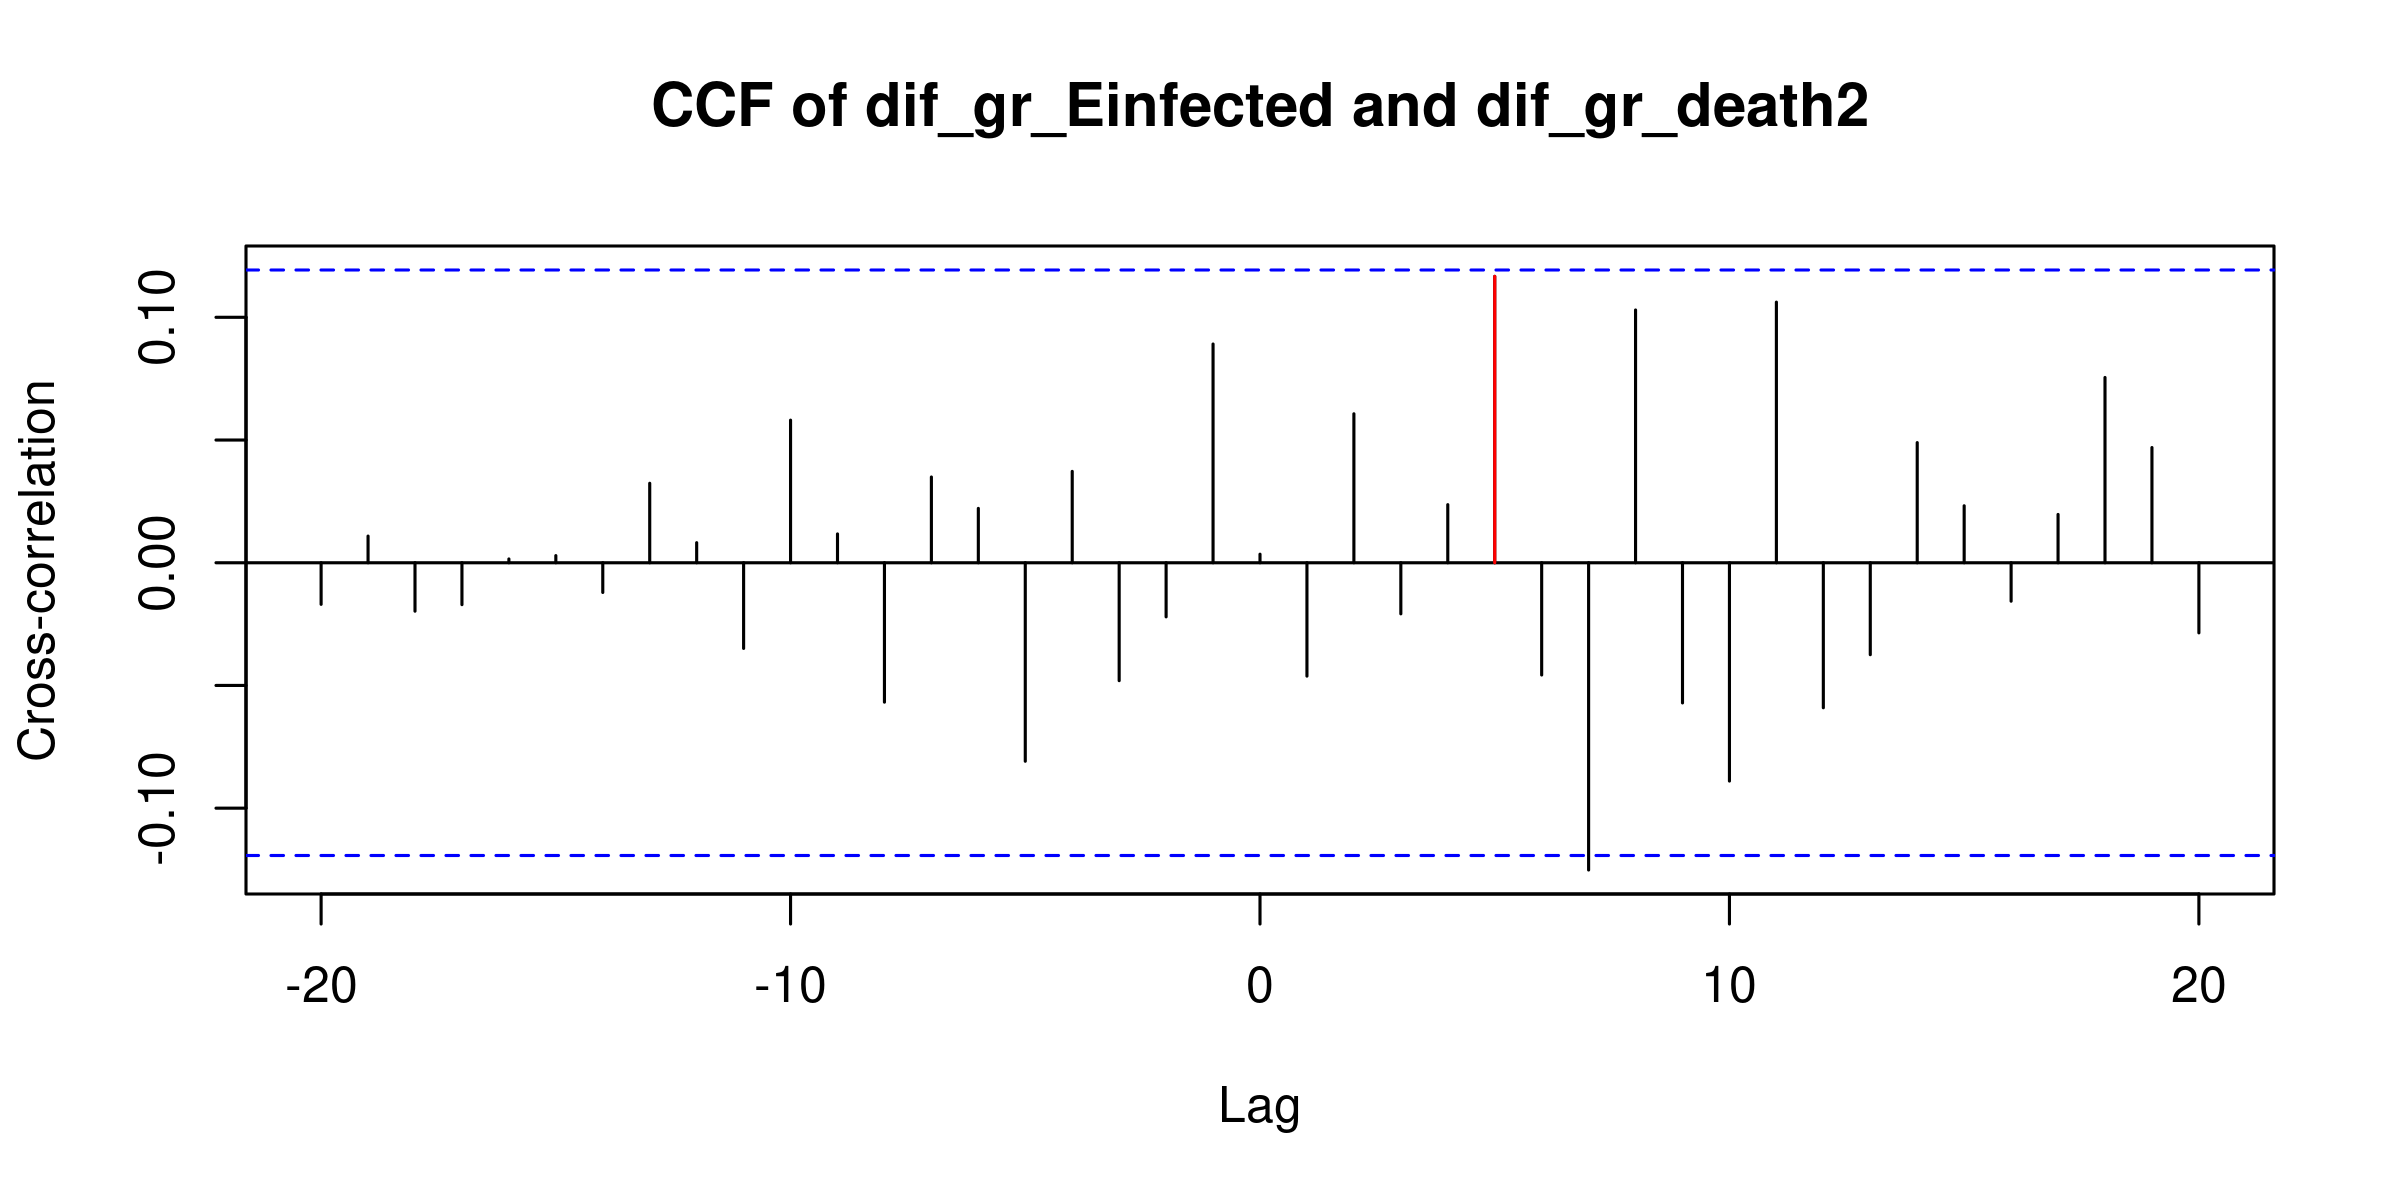 CCF of dif_gr_Einfected and dif_gr_death2
Cross-correlation
0.10
0.00
-0.10
-20 -10 0 10 20
Lag